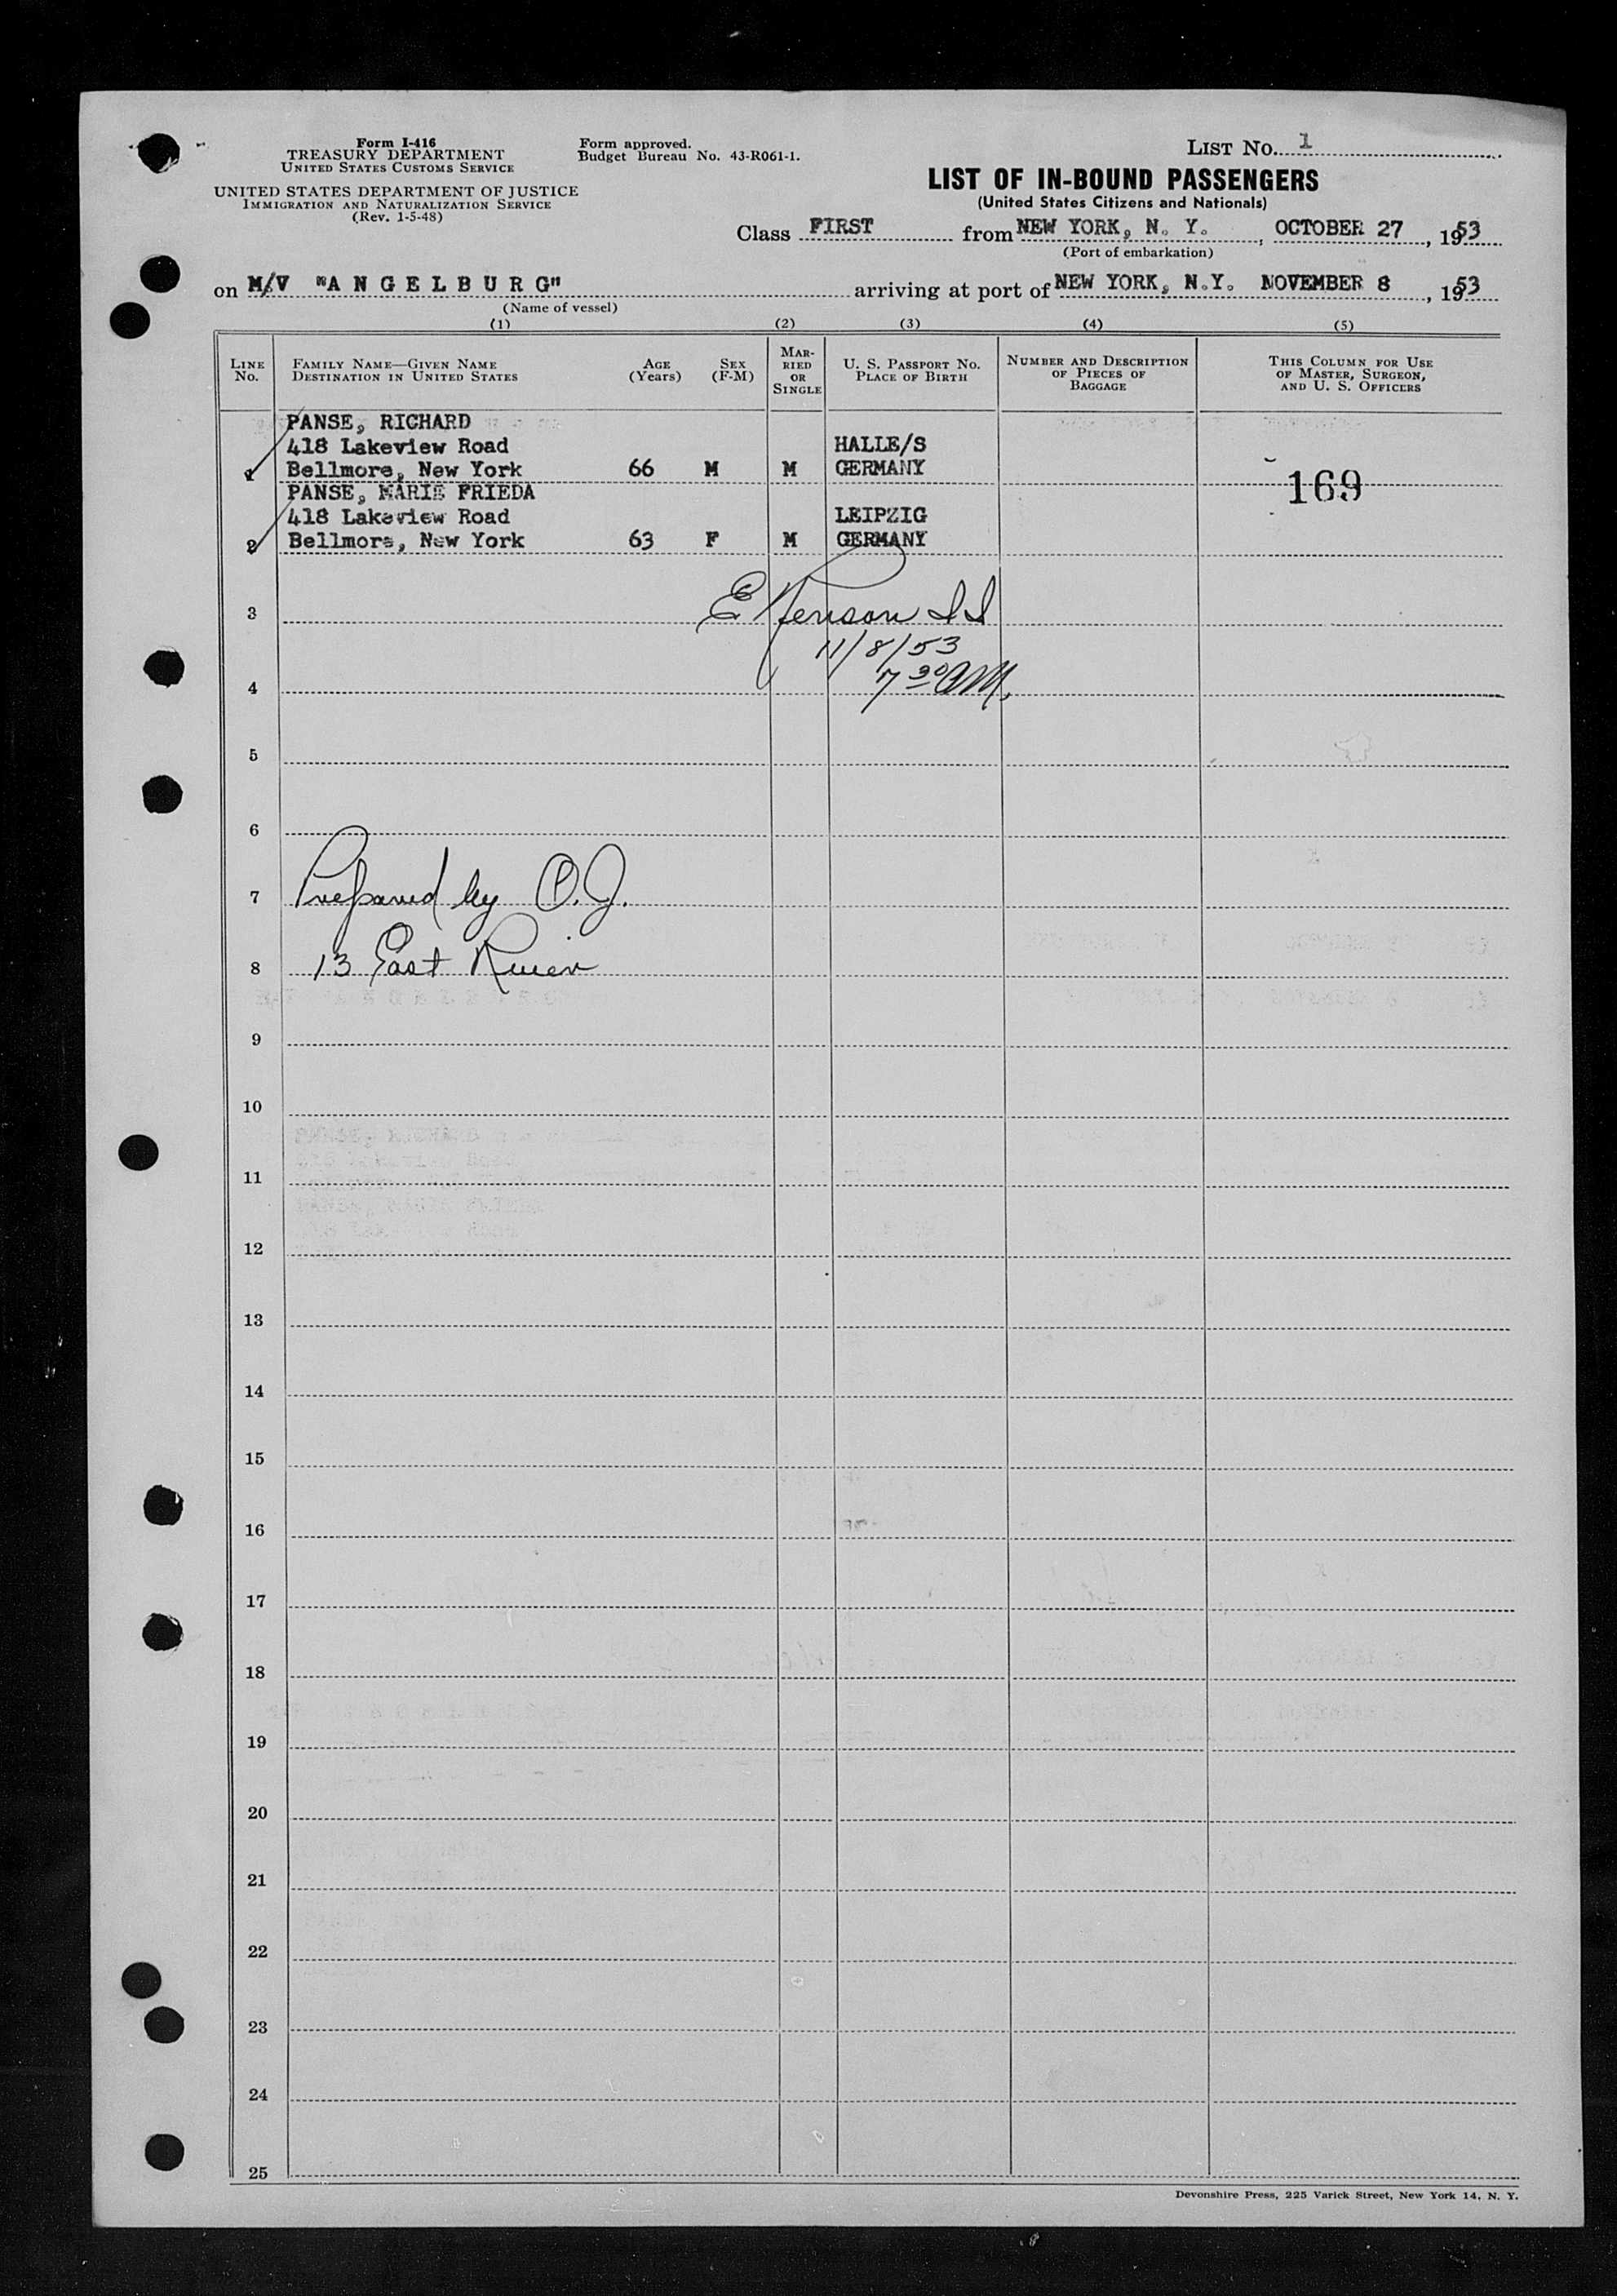 Form I-416
TREASURY DEPARTMENT
UNITED STATES CUSTOMS SERVICE
UNITED STATES DEPARTMENT OF JUSTICE
IMMIGRATION AND NATURALIZATION SERVICE
(Rev. 1-5-48)
Form approved.
Budget Bureau No. 43-R061-1.
LIST NO. 1
LIST OF IN-BOUND PASSENGERS
(United States Citizens and Nationals)
Class FIRST from NEW YORK, N. Y., OCTOBER 27, 1953
(Port of embarkation)
on M/V "A N G E L B U R G" arriving at port of NEW YORK, N.Y. NOVEMBER 8, 1953
(Name of vessel)
(1) (2) (3) (4) (5)
LINE NO.
FAMILY NAME—GIVEN NAME
DESTINATION IN UNITED STATES
AGE (Years)
SEX (F-M)
MAR-
RIED
OR
SINGLE
U. S. PASSPORT NO.
PLACE OF BIRTH
NUMBER AND DESCRIPTION
OF PIECES OF
BAGGAGE
THIS COLUMN FOR USE
OF MASTER, SURGEON,
AND U. S. OFFICERS
PANSE, RICHARD
418 Lakeview Road HALLE/S
1 Bellmore, New York 66 M M GERMANY
169
PANSE, MARIE FRIEDA
418 Lakeview Road LEIPZIG
2 Bellmore, New York 63 F M GERMANY
3
11/8/53
4 7 30 AM.
5
6
7 Prepared by O.J.
8 13 East River
9
10
11
12
13
14
15
16
17
18
19
20
21
22
23
24
25
Devonshire Press, 225 Varick Street, New York 14, N. Y.